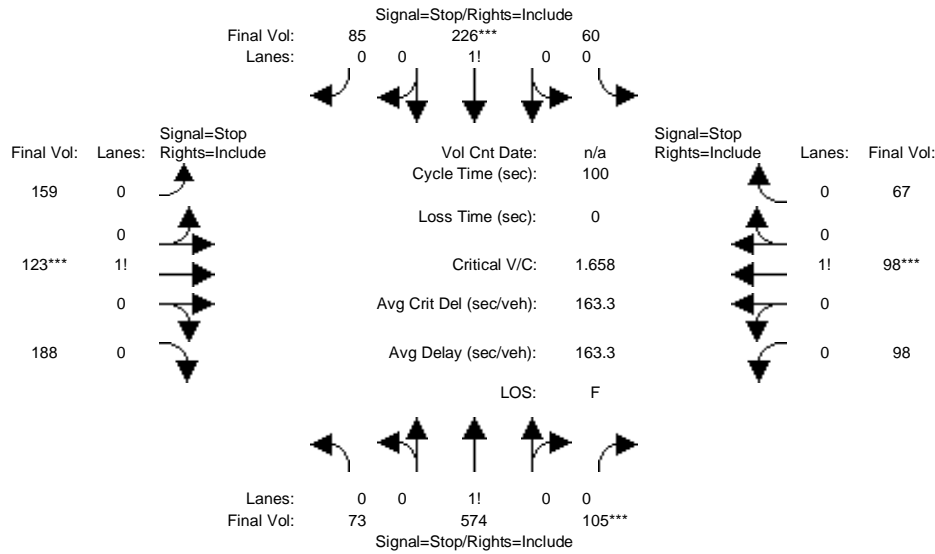 Signal=Stop/Rights=Include
Final Vol: 85 226*** 60
Lanes: 0 0 1! 0 0
Signal=Stop Signal=Stop
Final Vol: Lanes: Rights=Include Vol Cnt Date: n/a Rights=Include Lanes: Final Vol:
Cycle Time (sec): 100
159 0 0 67
Loss Time (sec): 0
0 0
123*** 1! Critical V/C: 1.658 1! 98***
0 Avg Crit Del (sec/veh): 163.3 0
188 0 Avg Delay (sec/veh): 163.3 0 98
LOS: F
Lanes: 0 0 1! 0 0
Final Vol: 73 574 105***
Signal=Stop/Rights=Include